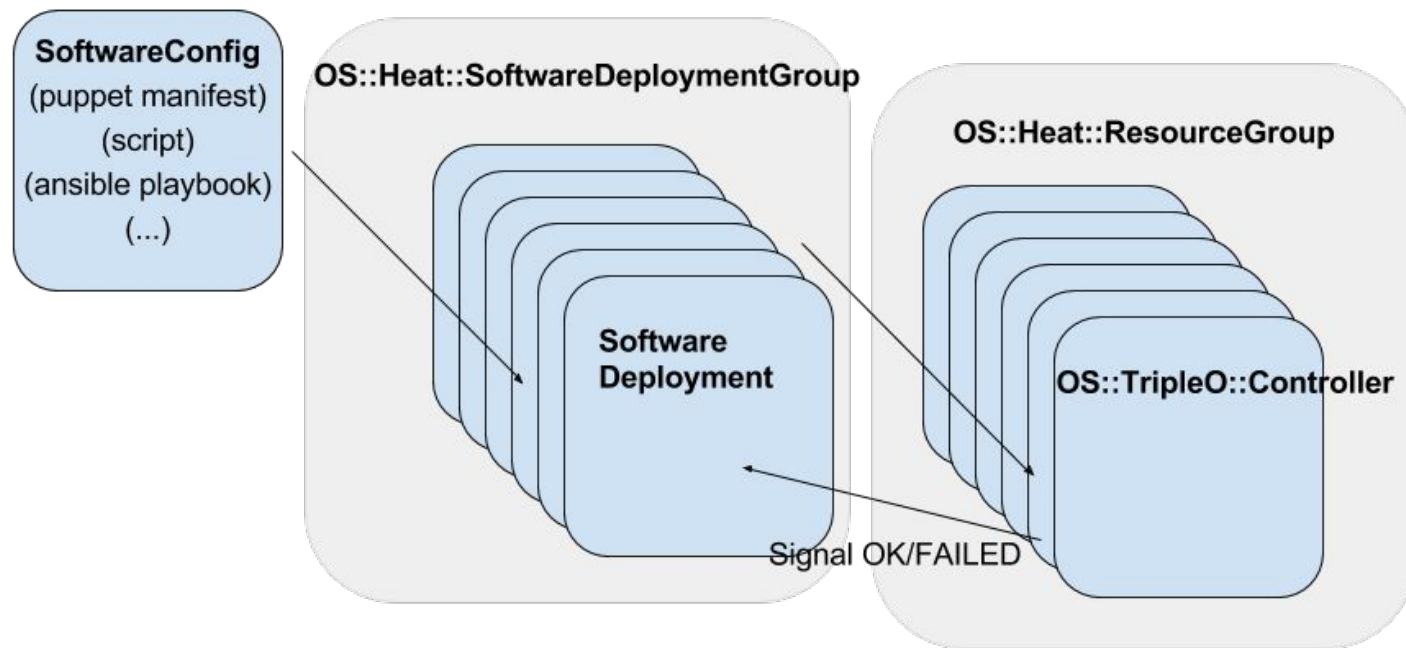 SoftwareConfig
(puppet manifest)
(script)
(ansible playbook)
(...)
OS::Heat::SoftwareDeploymentGroup
Software
Deployment
OS::Heat::ResourceGroup
OS::TripleO::Controller
Signal OK/FAILED